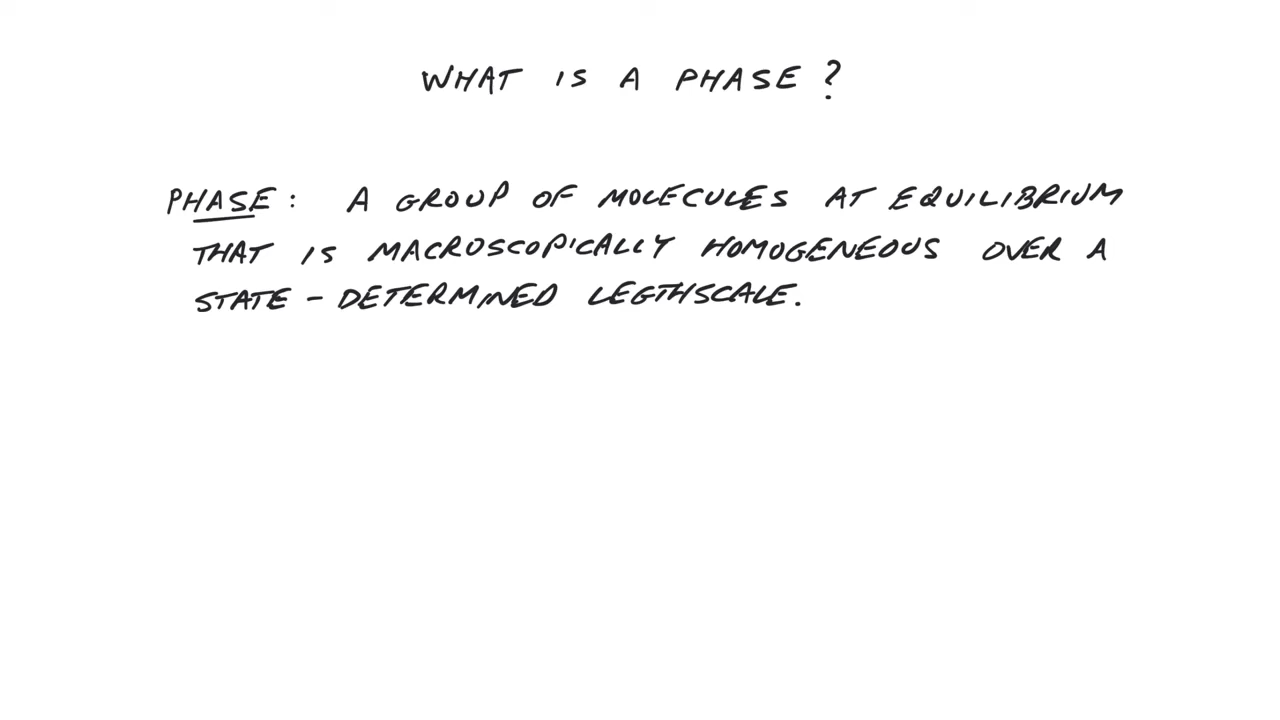 WHAT IS A PHASE?
PHASE: A GROUP OF MOLECULES AT EQUILIBRIUM
THAT IS MACROSCOPICALLY HOMOGENEOUS OVER A
STATE-DETERMINED LEGTHSCALE.